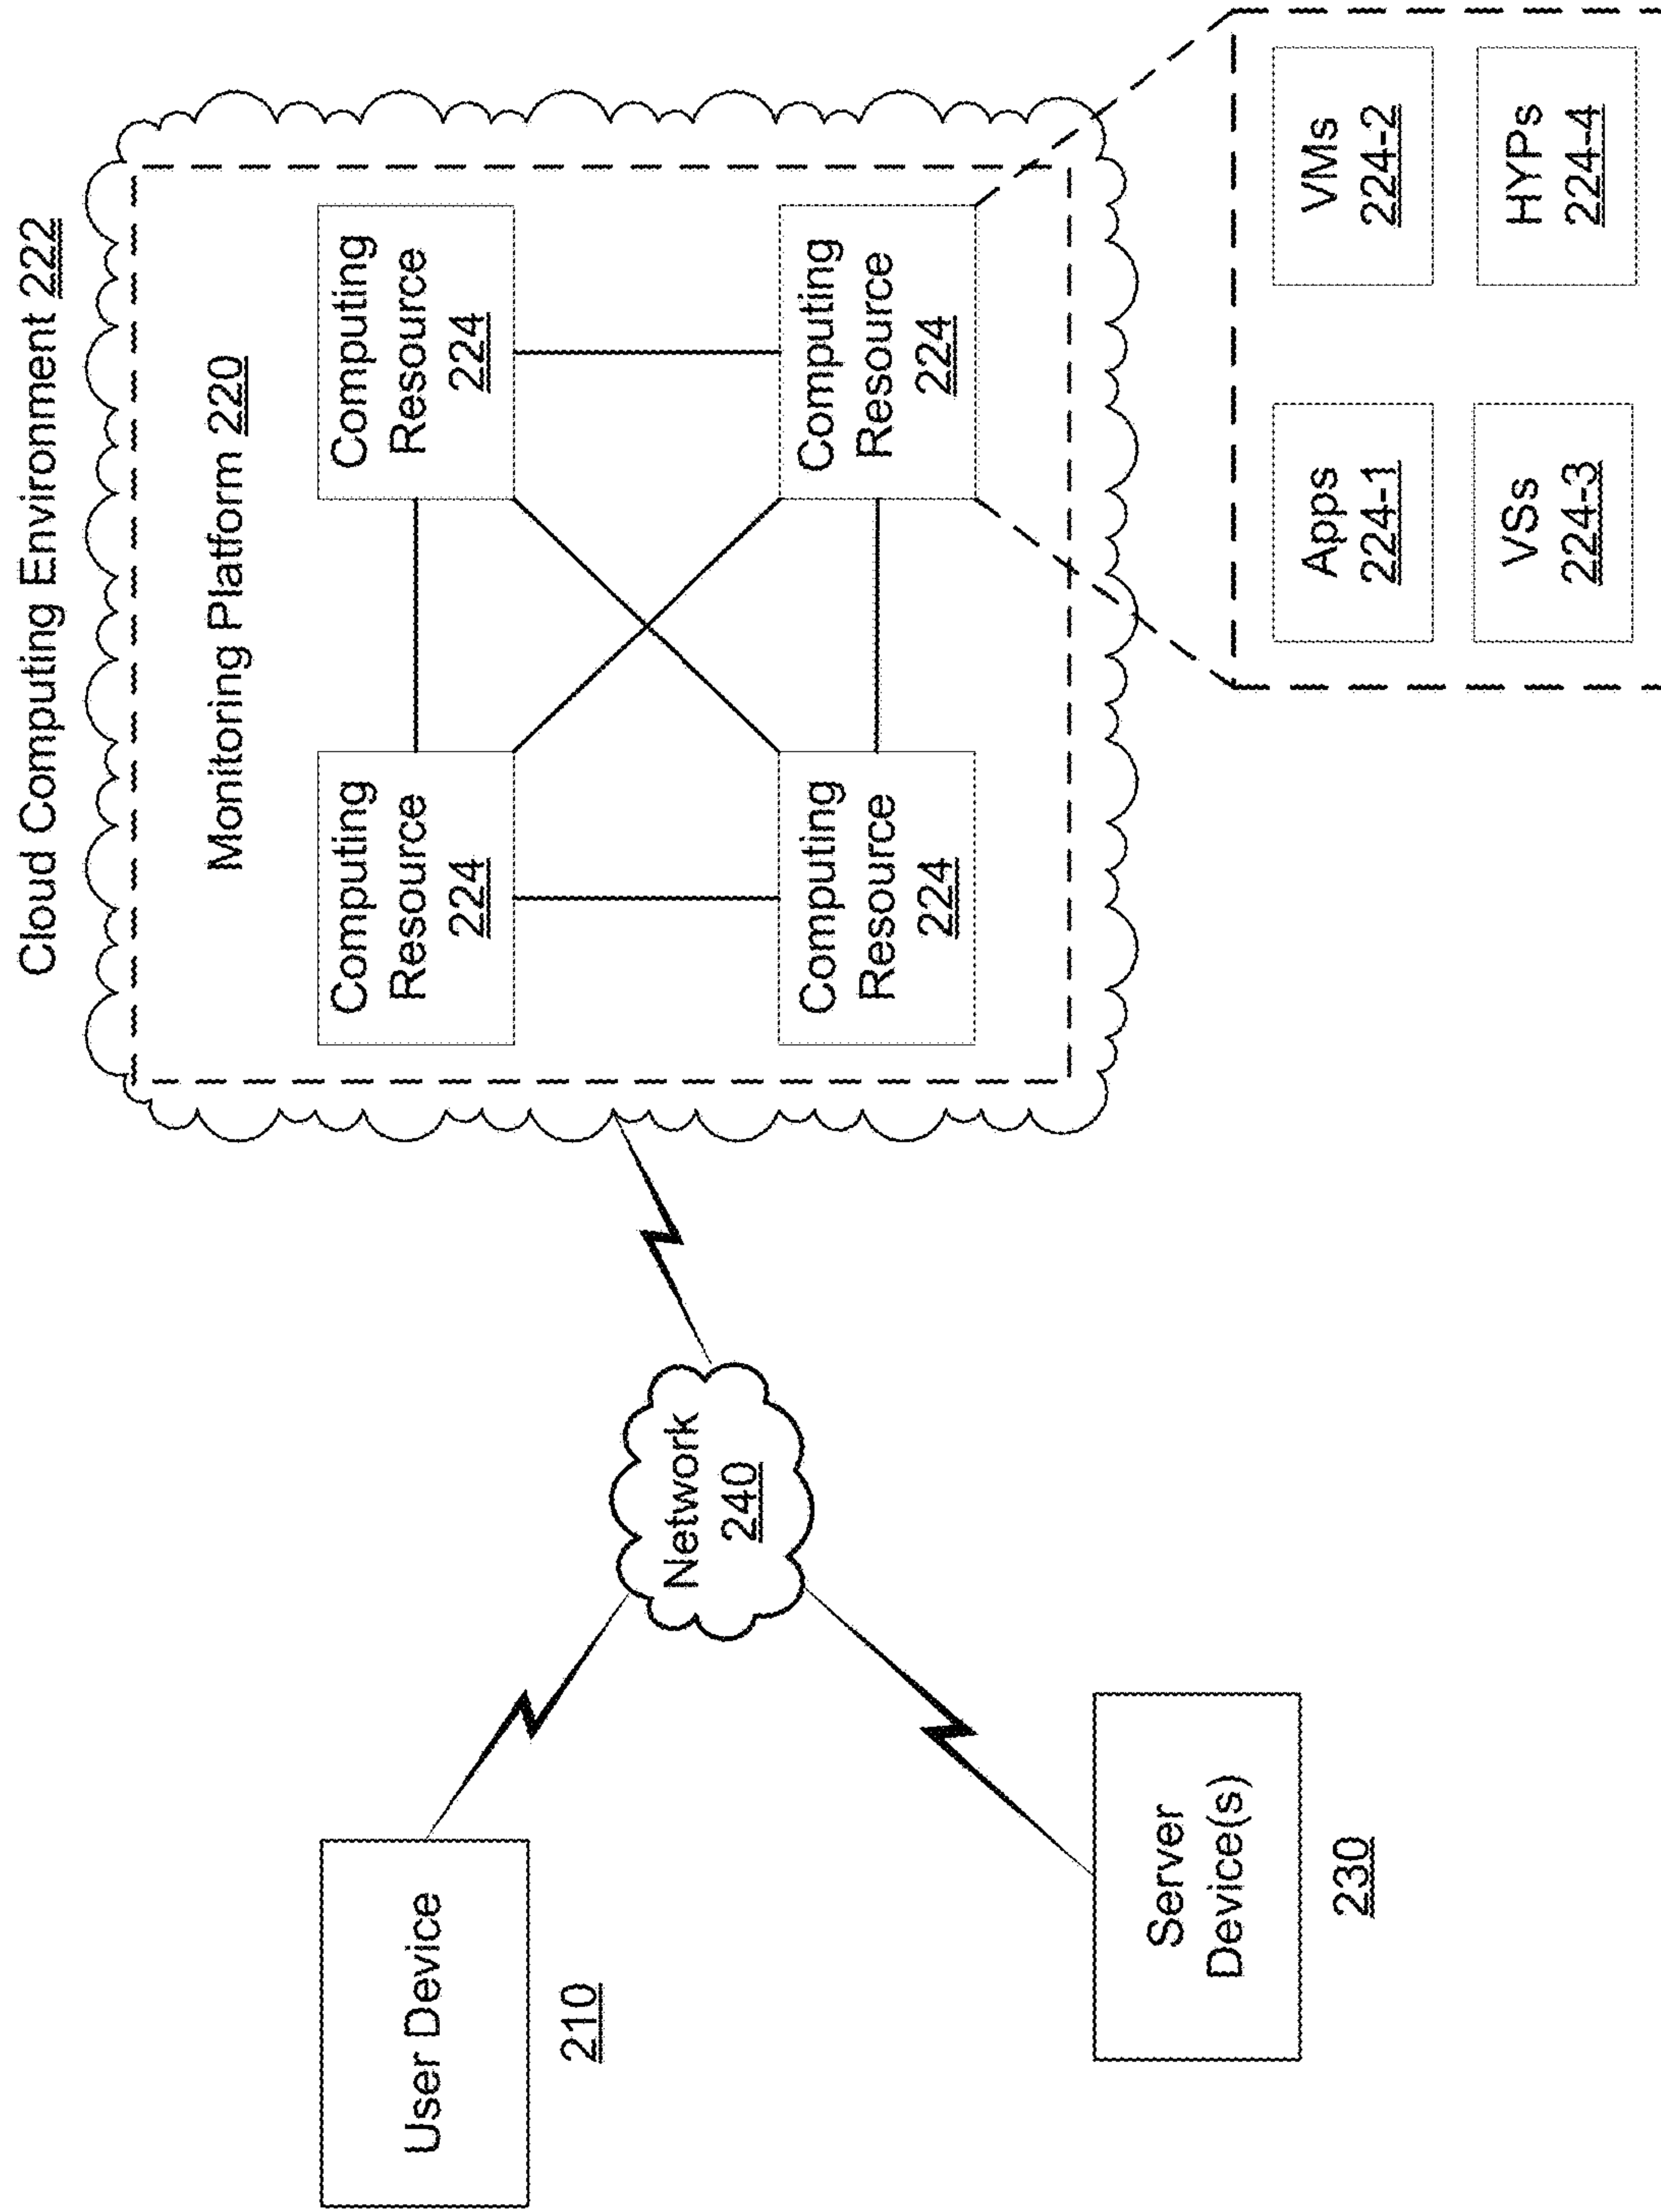 Cloud Computing Environment 222
Monitoring Platform 220
Computing
Resource
224
Computing
Resource
224
Computing
Resource
224
Computing
Resource
224
User Device
210
Network
240
Server
Device(s)
230
Apps
224-1
VMs
224-2
VSs
224-3
HYPs
224-4